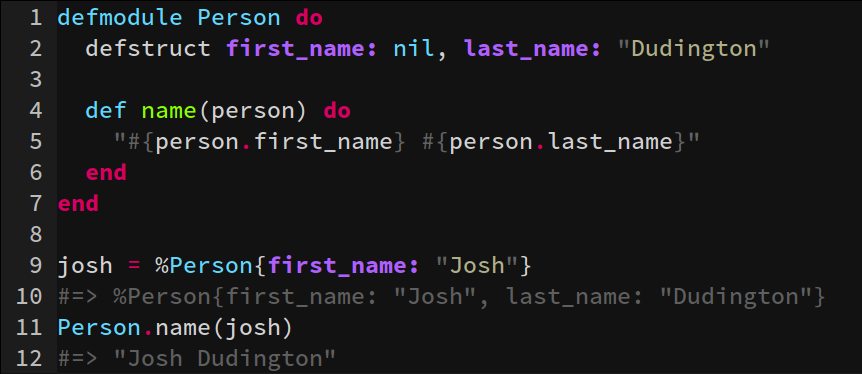 1 defmodule Person do
2   defstruct first_name: nil, last_name: "Dudington"
3
4   def name(person) do
5     "#{person.first_name} #{person.last_name}"
6   end
7 end
8
9 josh = %Person{first_name: "Josh"}
10 #=> %Person{first_name: "Josh", last_name: "Dudington"}
11 Person.name(josh)
12 #=> "Josh Dudington"